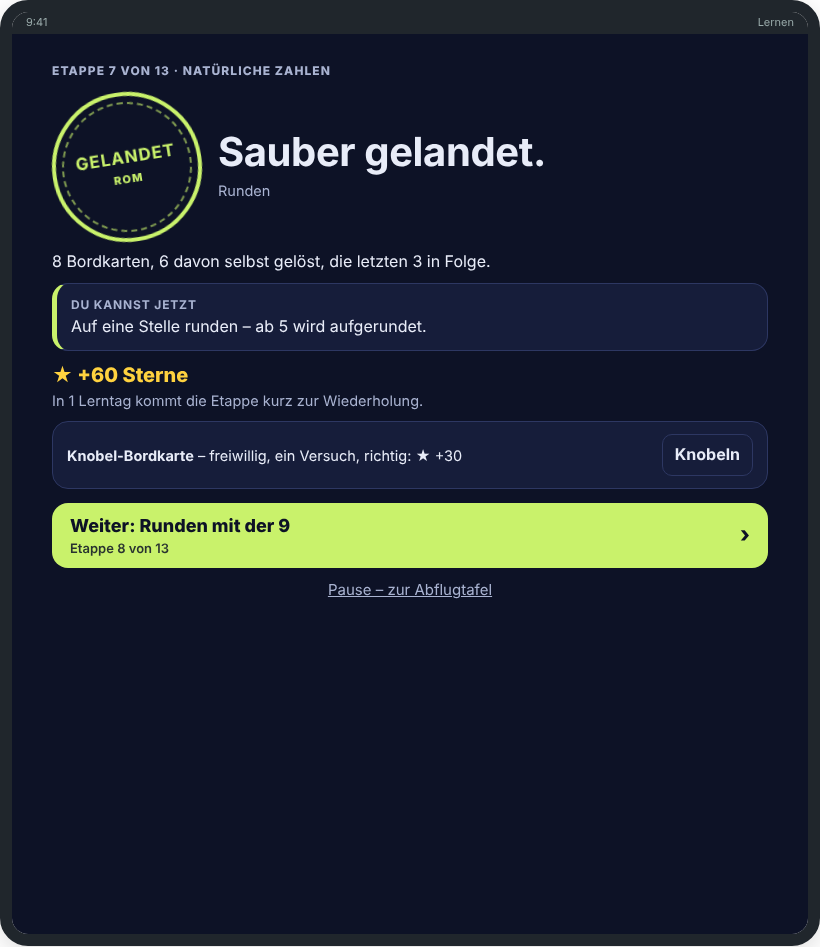 9:41
Lernen
ETAPPE 7 VON 13 · NATÜRLICHE ZAHLEN
GELANDET
ROM
Sauber gelandet.
Runden
8 Bordkarten, 6 davon selbst gelöst, die letzten 3 in Folge.
DU KANNST JETZT
Auf eine Stelle runden – ab 5 wird aufgerundet.
★ +60 Sterne
In 1 Lerntag kommt die Etappe kurz zur Wiederholung.
Knobel-Bordkarte – freiwillig, ein Versuch, richtig: ★ +30
Knobeln
Weiter: Runden mit der 9
Etappe 8 von 13
›
Pause – zur Abflugtafel